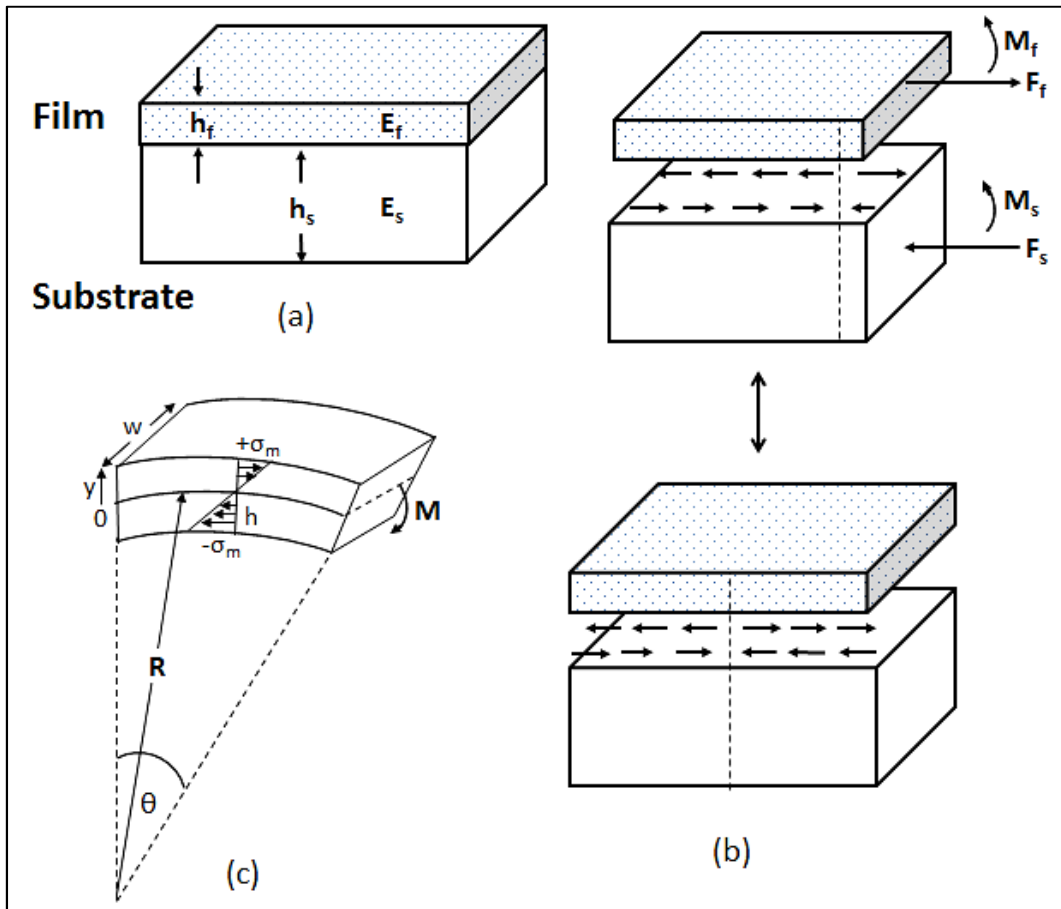 Film
h_f
E_f
h_s
E_s
Substrate
(a)
M_f
F_f
M_s
F_s
w
+σ_m
y
0
h
-σ_m
M
R
θ
(c)
(b)